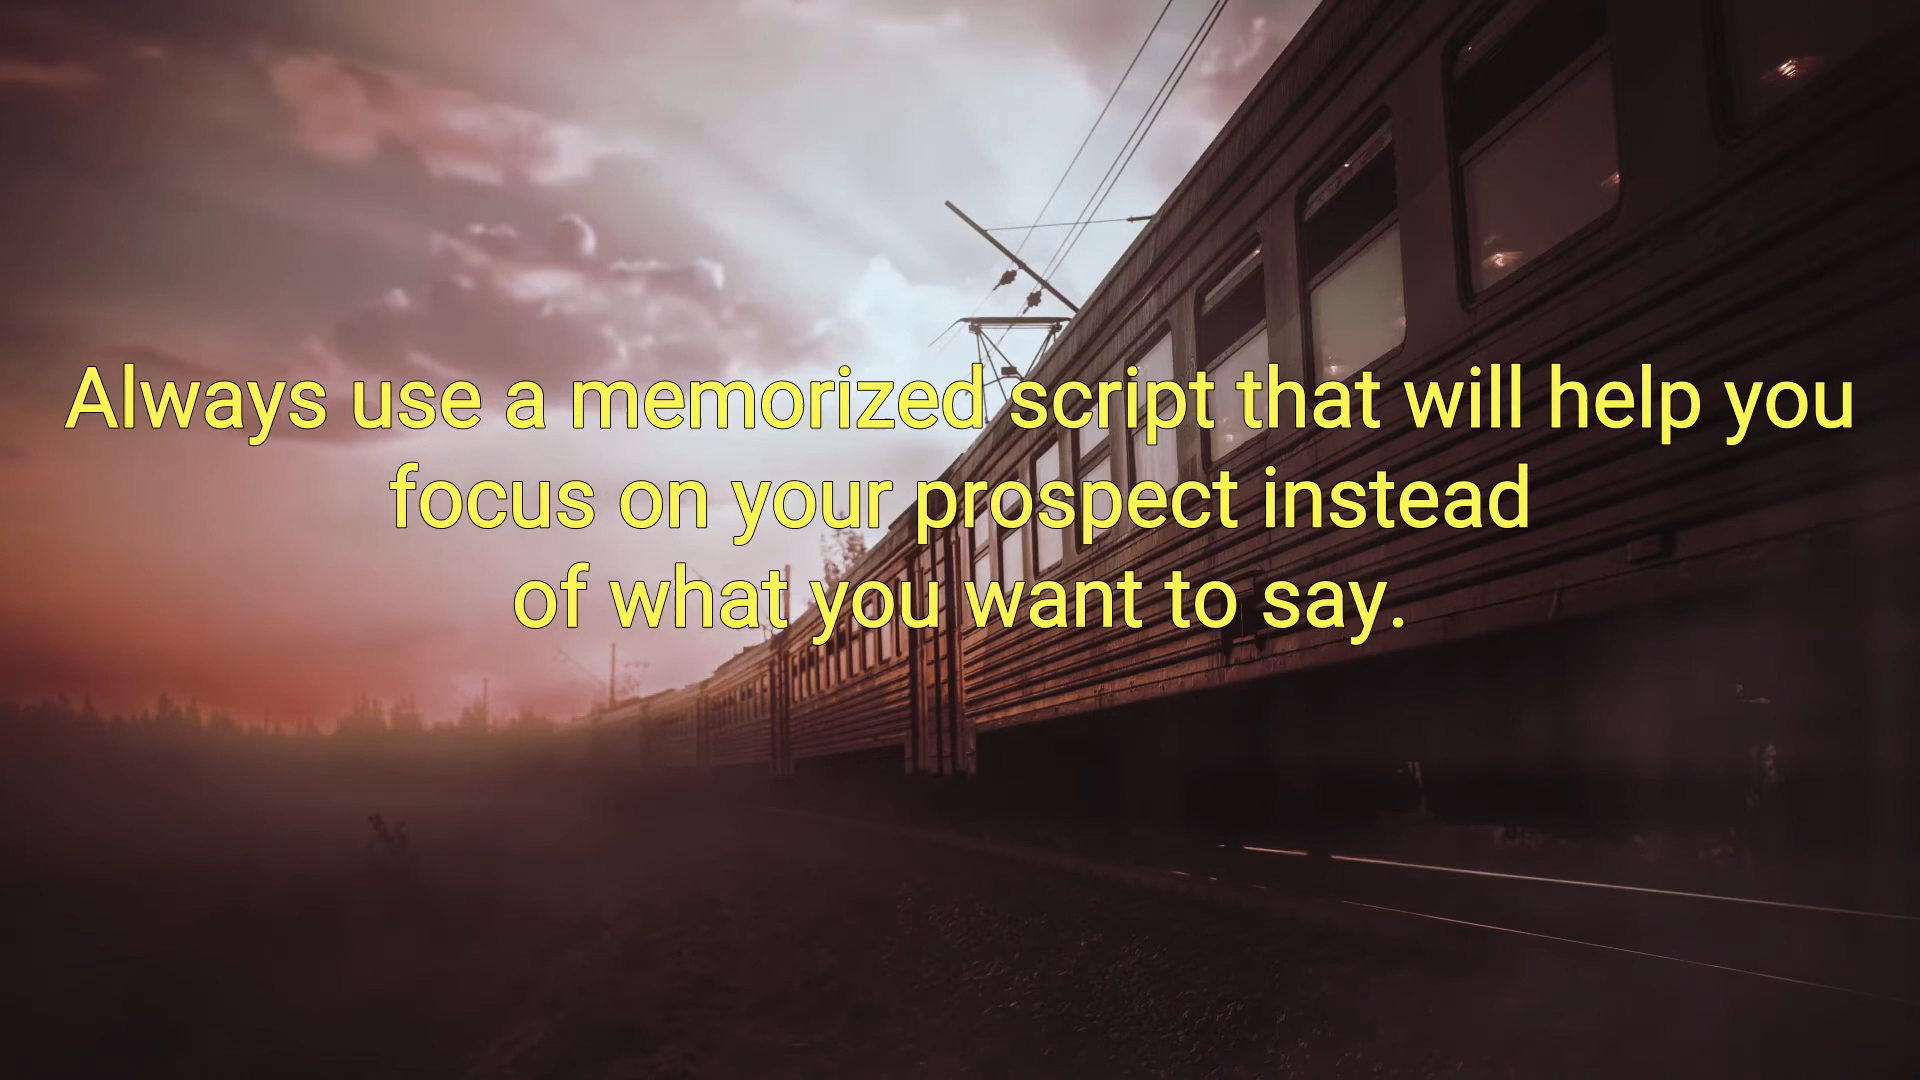 Always use a memorized script that will help you
focus on your prospect instead
of what you want to say.